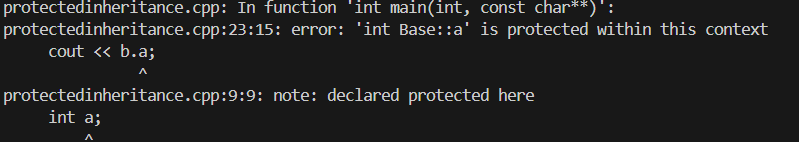 protectedinheritance.cpp: In function 'int main(int, const char**)':
protectedinheritance.cpp:23:15: error: 'int Base::a' is protected within this context
     cout << b.a;
               ^
protectedinheritance.cpp:9:9: note: declared protected here
     int a;
         ^